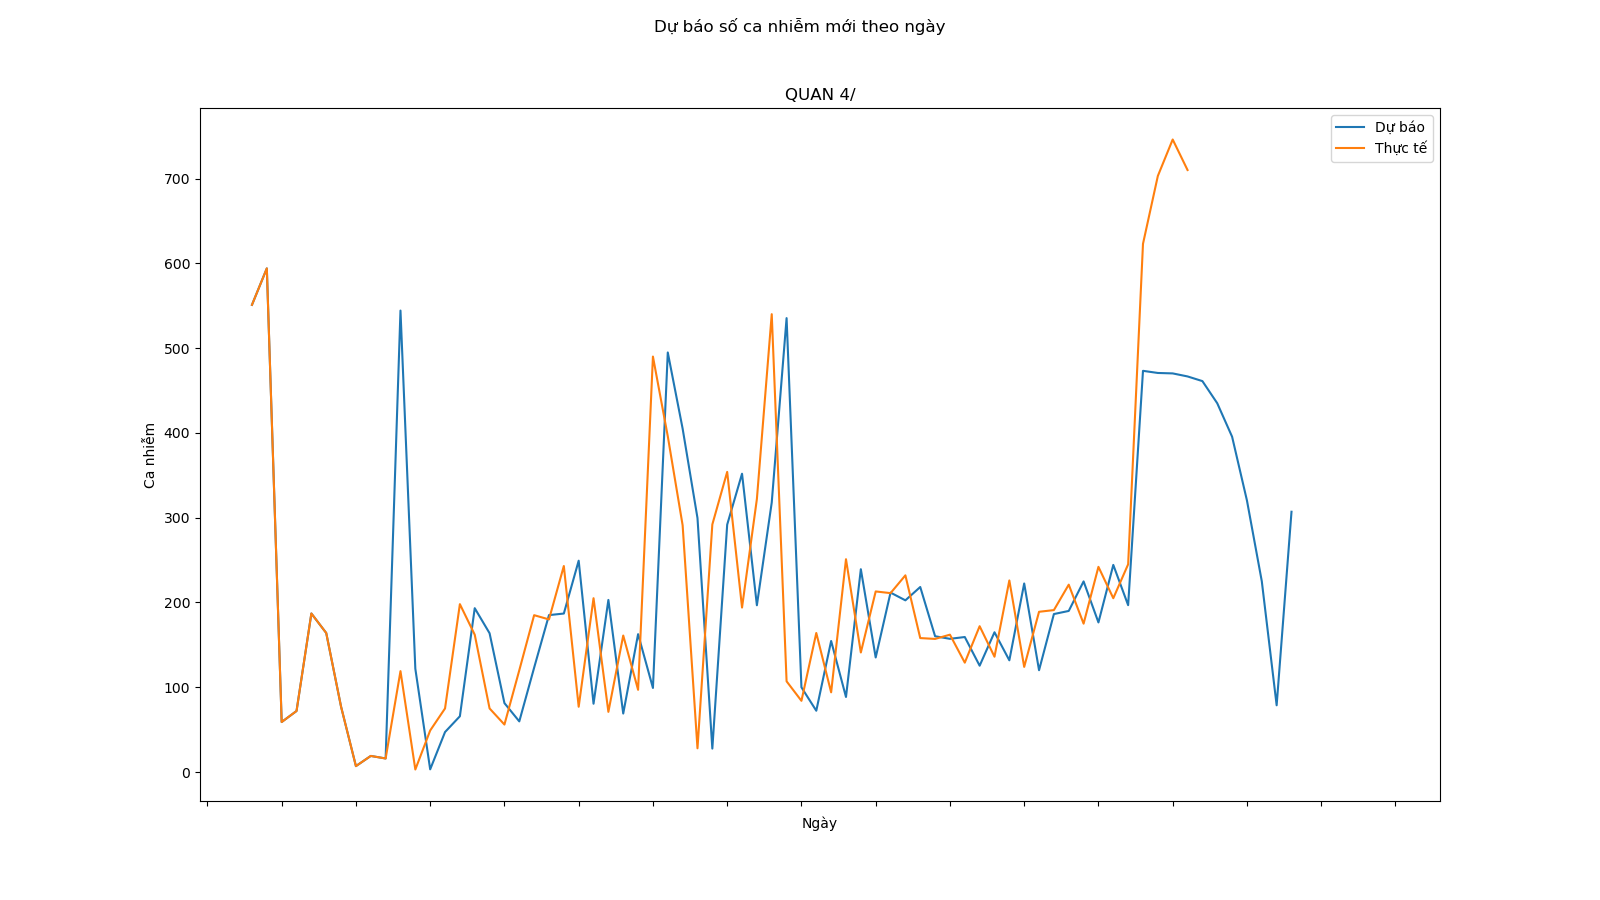 Dự báo số ca nhiễm mới theo ngày
QUAN 4/
Dự báo
Thực tế
700
600
500
400
300
200
100
0
Ca nhiễm
Ngày